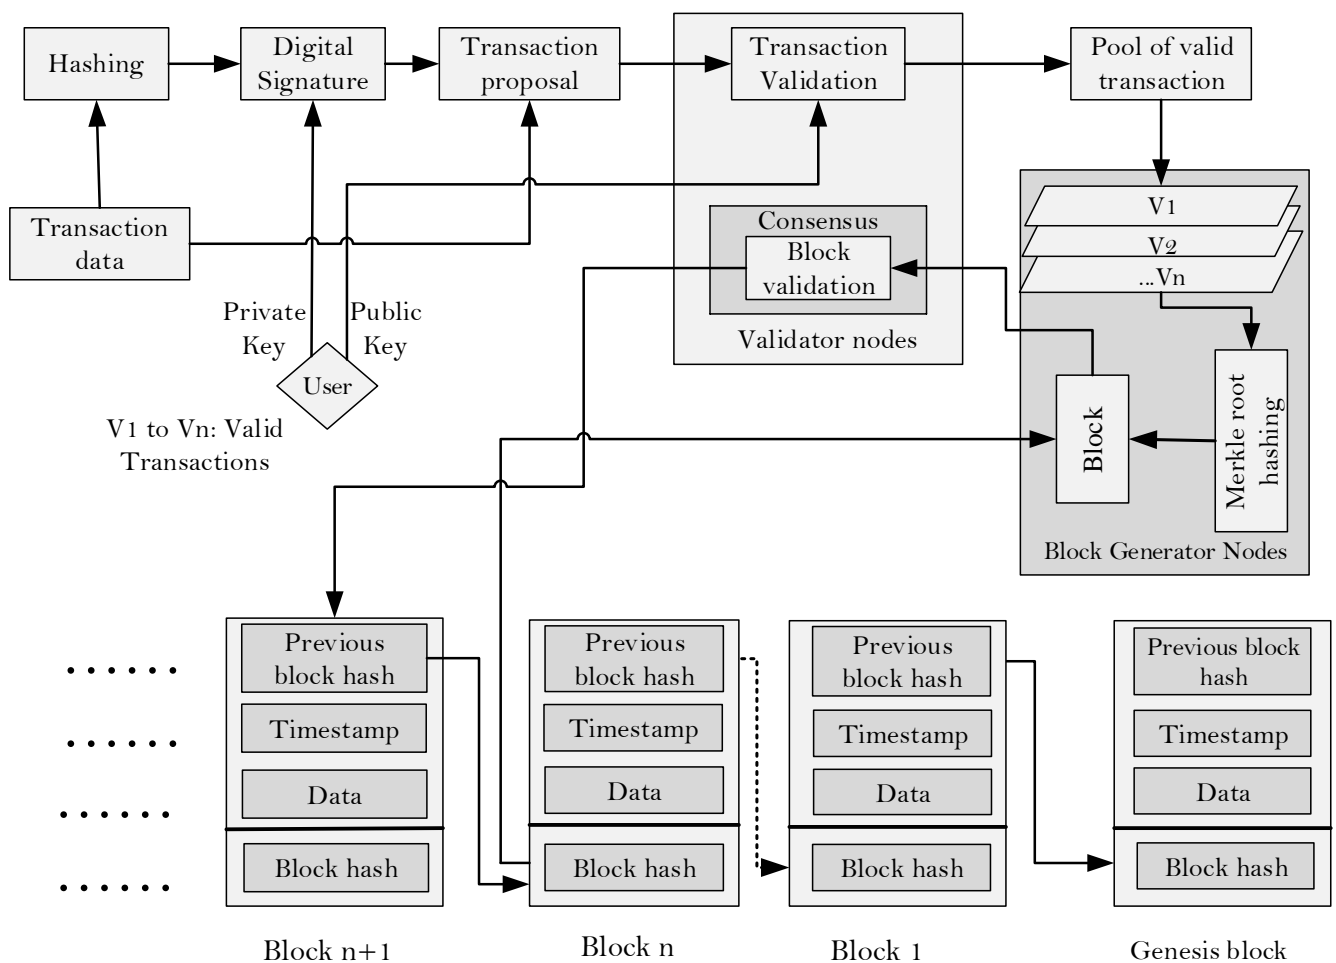 Hashing
Digital
Signature
Transaction
proposal
Transaction
Validation
Pool of valid
transaction
Transaction
data
V1
V2
...Vn
Consensus
Block
validation
Validator nodes
Private
Key
Public
Key
User
V1 to Vn: Valid
Transactions
Block
Merkle root
hashing
Block Generator Nodes
Previous
block hash
Timestamp
Data
Block hash
Block n+1
Previous
block hash
Timestamp
Data
Block hash
Block n
Previous
block hash
Timestamp
Data
Block hash
Block 1
Previous block
hash
Timestamp
Data
Block hash
Genesis block